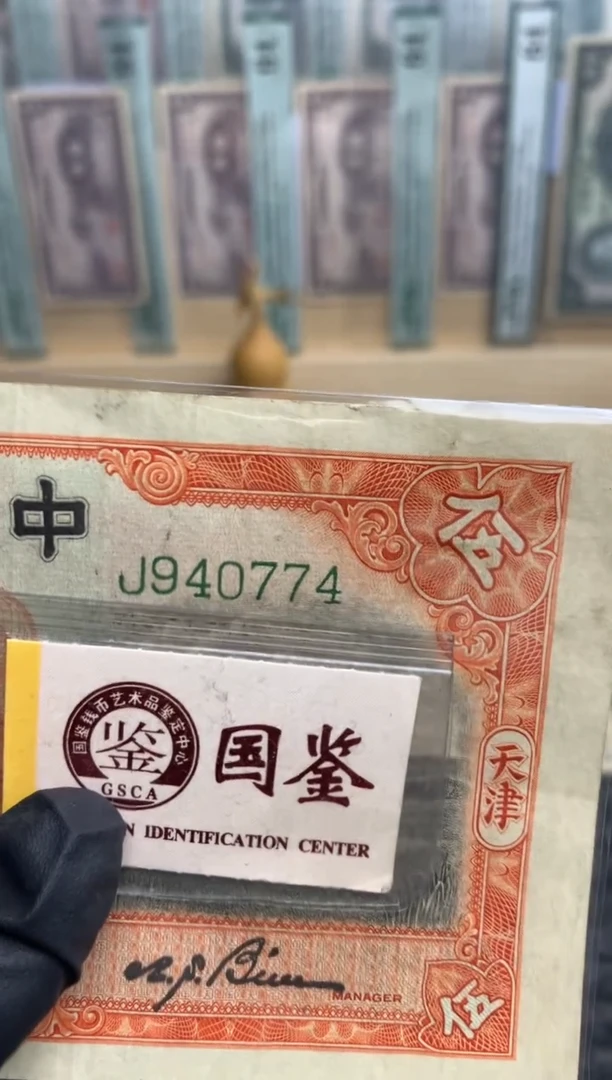 中
伍
J940774
国鉴钱币艺术品鉴定中心
鉴
GSCA
国鉴
N IDENTIFICATION CENTER
天津
MANAGER
伍